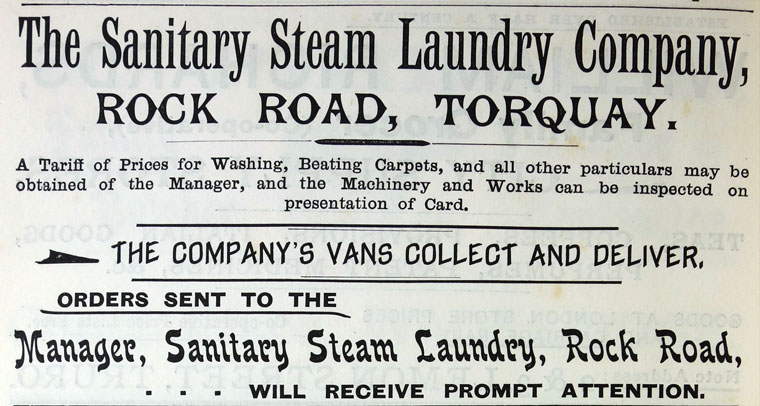 The Sanitary Steam Laundry Company,
ROCK ROAD, TORQUAY.
A Tariff of Prices for Washing, Beating Carpets, and all other particulars may be
obtained of the Manager, and the Machinery and Works can be inspected on
presentation of Card.
THE COMPANY'S VANS COLLECT AND DELIVER.
ORDERS SENT TO THE
Manager, Sanitary Steam Laundry, Rock Road,
. . . WILL RECEIVE PROMPT ATTENTION.